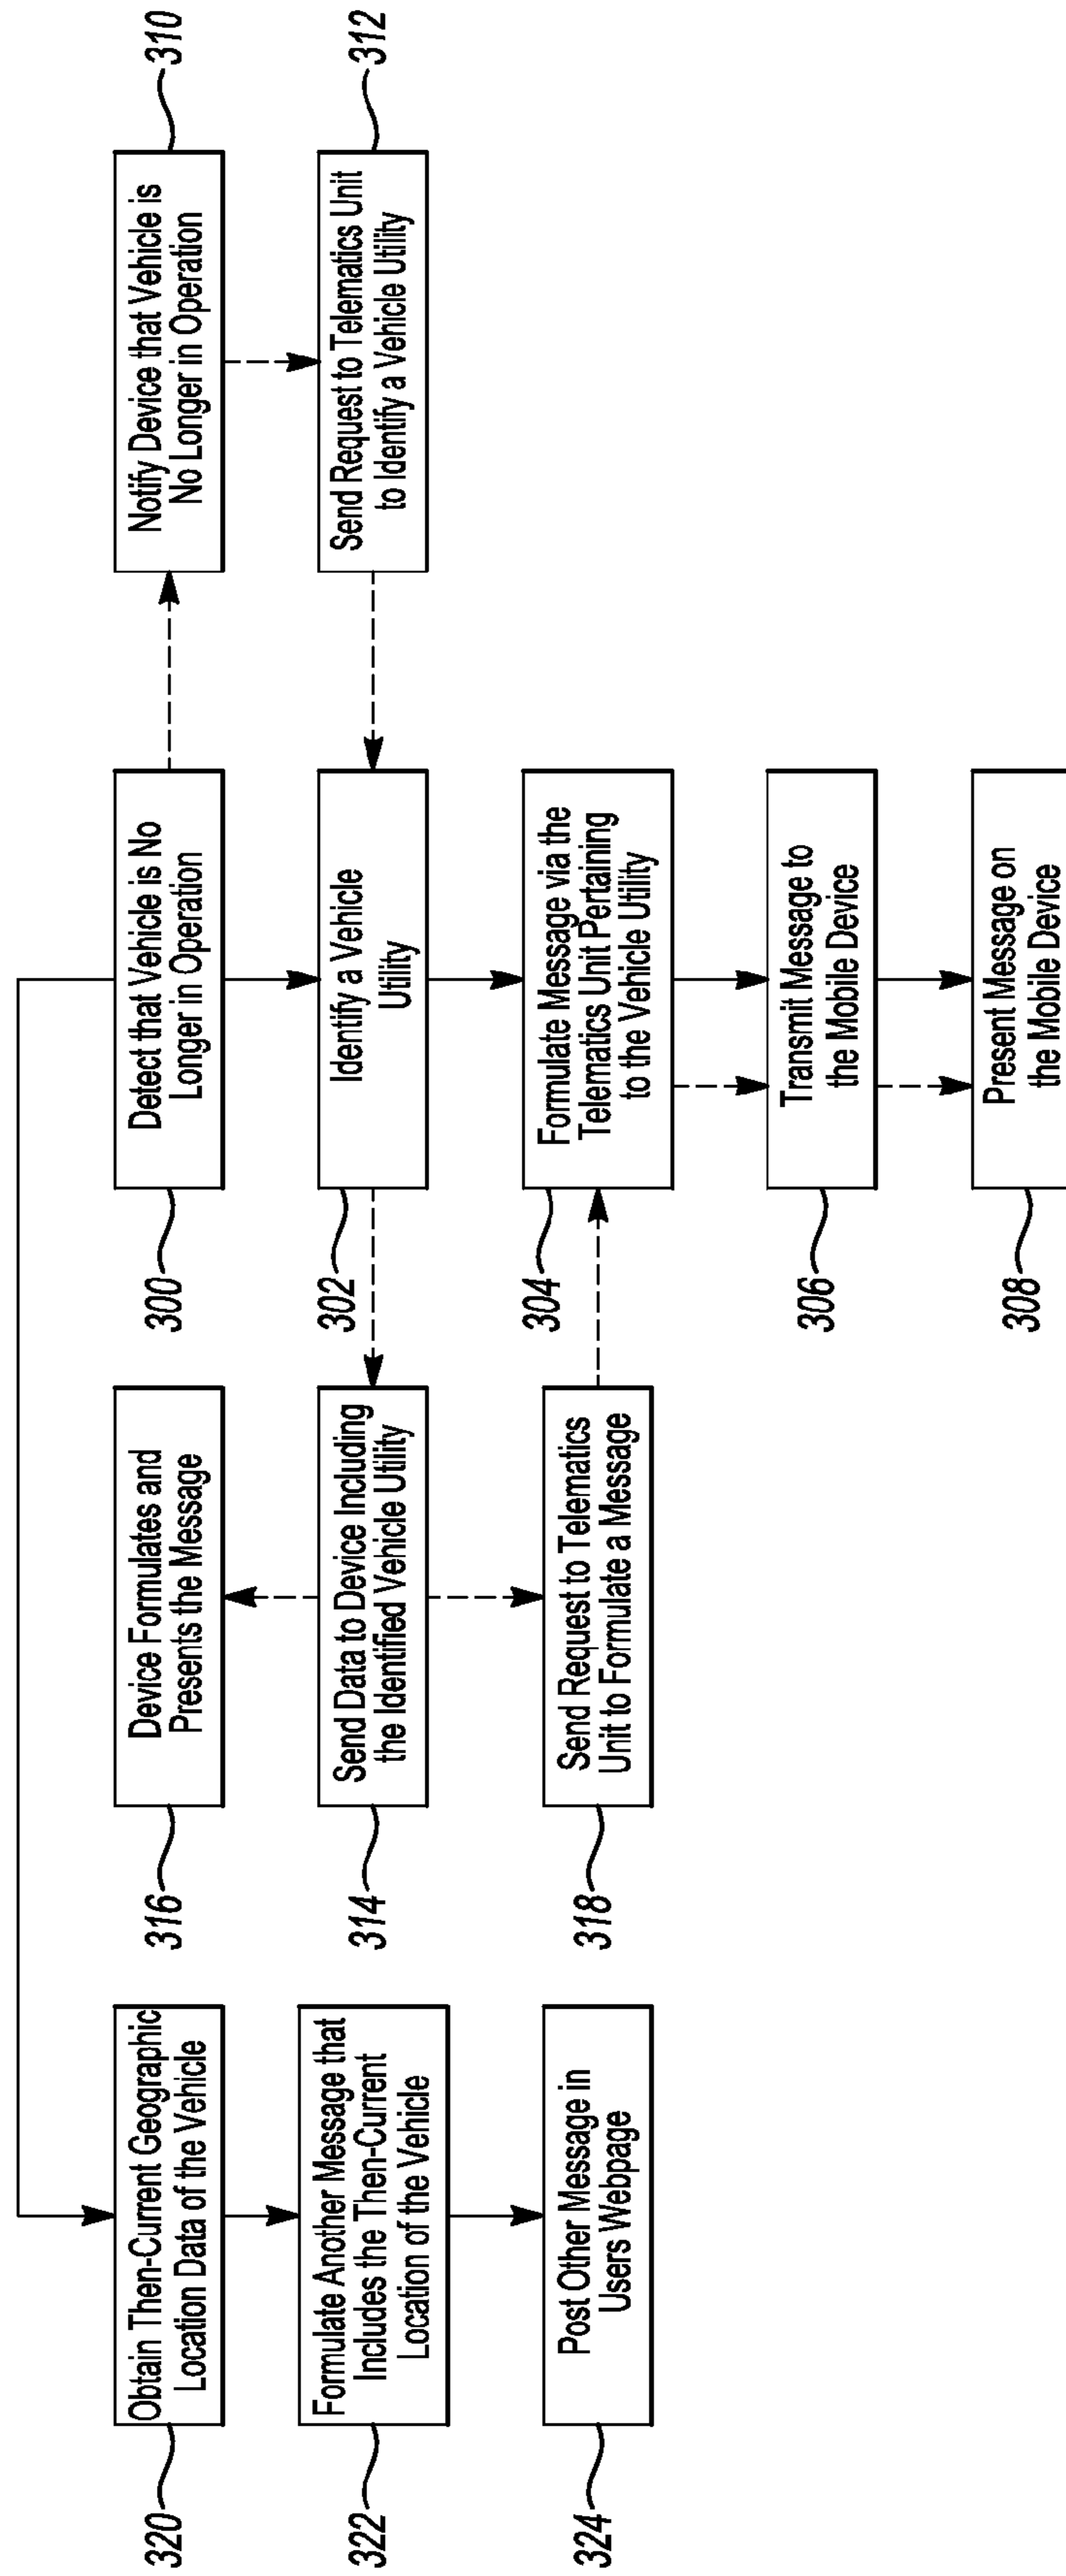 320
Obtain Then-Current Geographic
Location Data of the Vehicle
322
Formulate Another Message that
Includes the Then-Current
Location of the Vehicle
324
Post Other Message in
Users Webpage
316
Device Formulates and
Presents the Message
314
Send Data to Device Including
the Identified Vehicle Utility
318
Send Request to Telematics
Unit to Formulate a Message
300
Detect that Vehicle is No
Longer in Operation
302
Identify a Vehicle
Utility
304
Formulate Message via the
Telematics Unit Pertaining
to the Vehicle Utility
306
Transmit Message to
the Mobile Device
308
Present Message on
the Mobile Device
310
Notify Device that Vehicle is
No Longer in Operation
312
Send Request to Telematics Unit
to Identify a Vehicle Utility